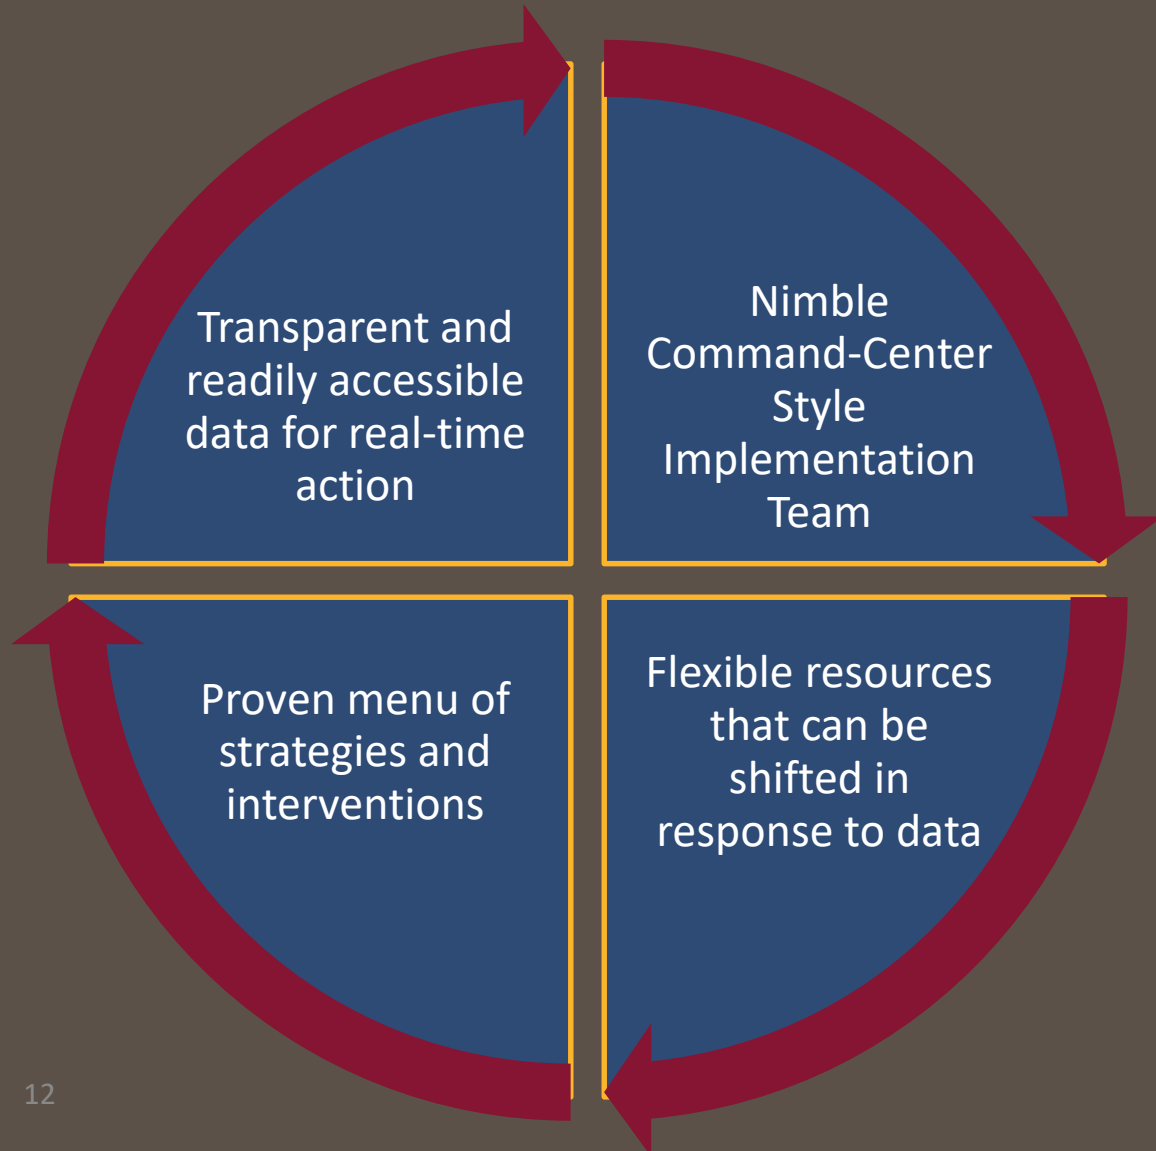 Transparent and
readily accessible
data for real-time
action
Nimble
Command-Center
Style
Implementation
Team
Proven menu of
strategies and
interventions
Flexible resources
that can be
shifted in
response to data
12